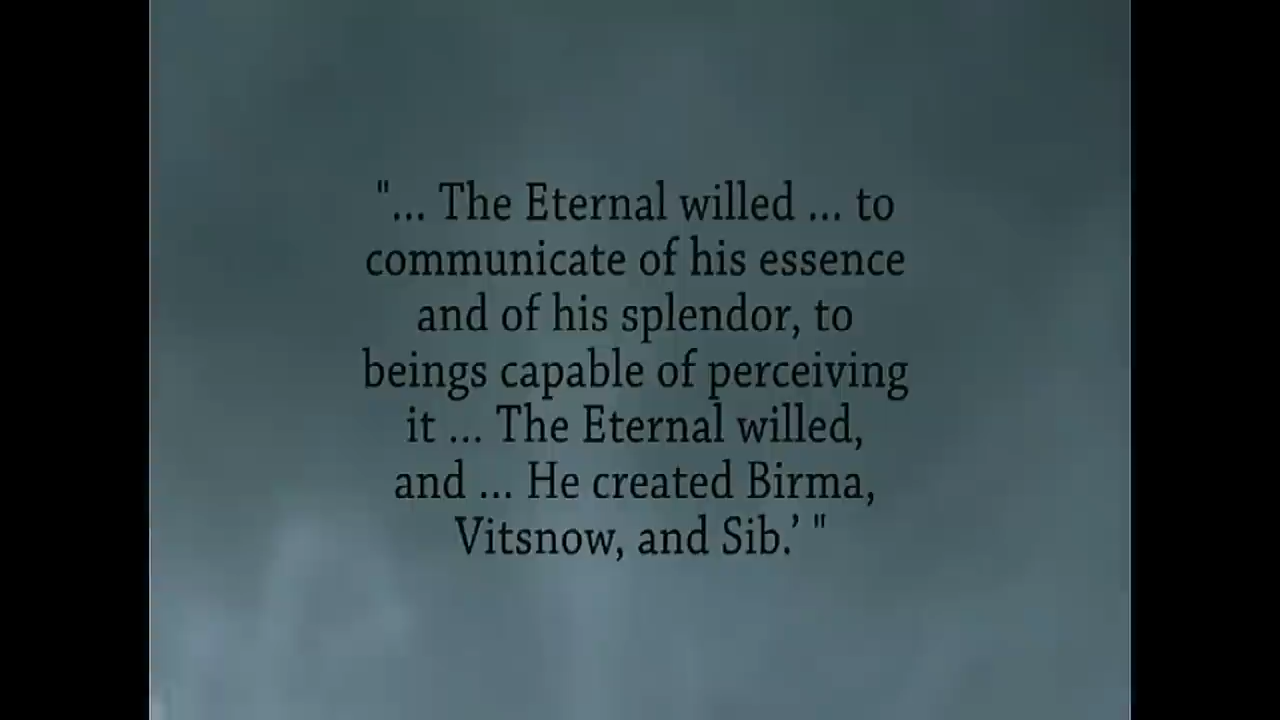 "... The Eternal willed ... to
communicate of his essence
and of his splendor, to
beings capable of perceiving
it ... The Eternal willed,
and ... He created Birma,
Vitsnow, and Sib.’ "